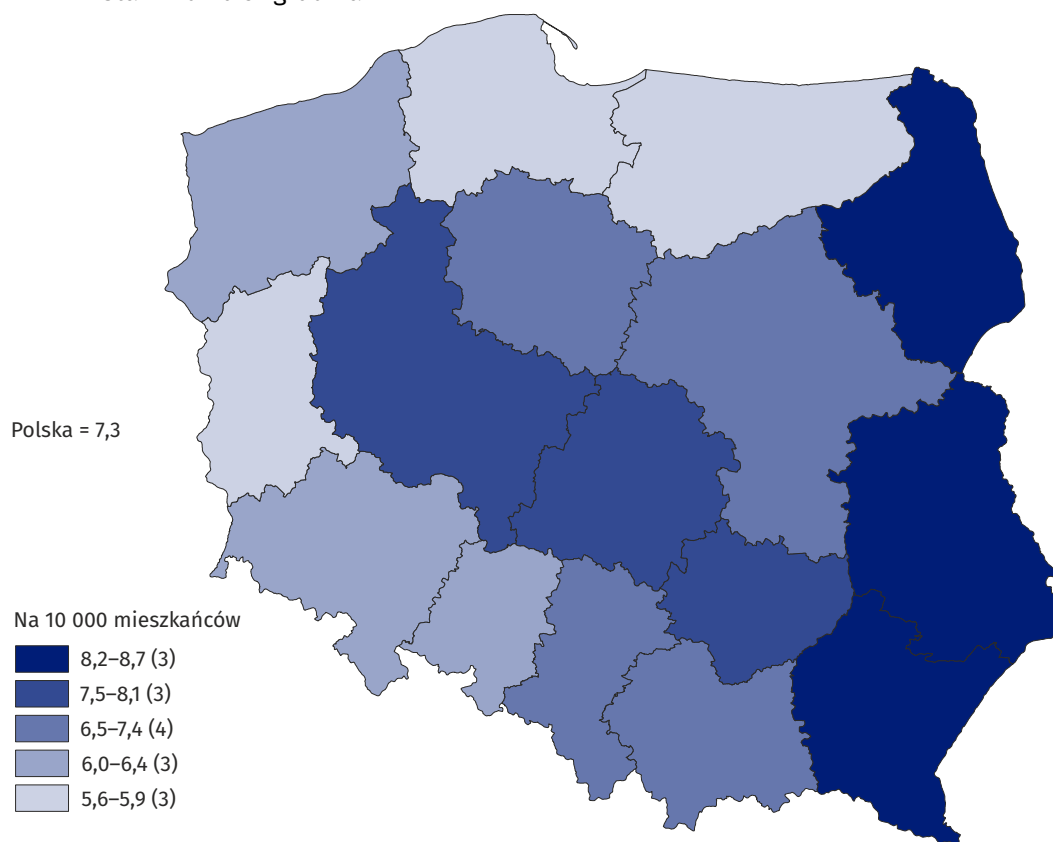 Polska = 7,3
Na 10 000 mieszkańców
8,2–8,7 (3)
7,5–8,1 (3)
6,5–7,4 (4)
6,0–6,4 (3)
5,6–5,9 (3)